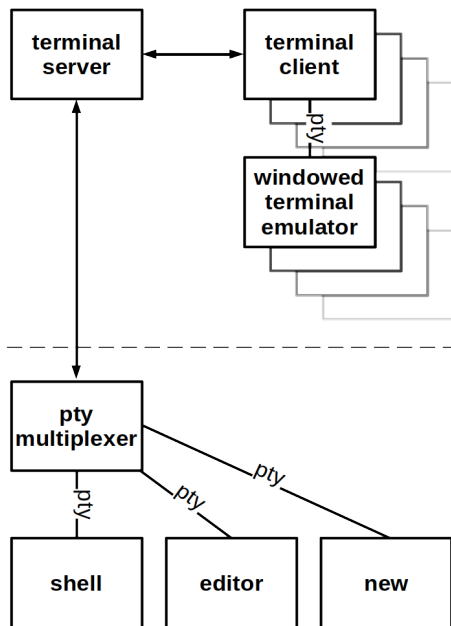 terminal
server
terminal
client
pty
windowed
terminal
emulator
pty
multiplexer
pty
pty
pty
shell
editor
new